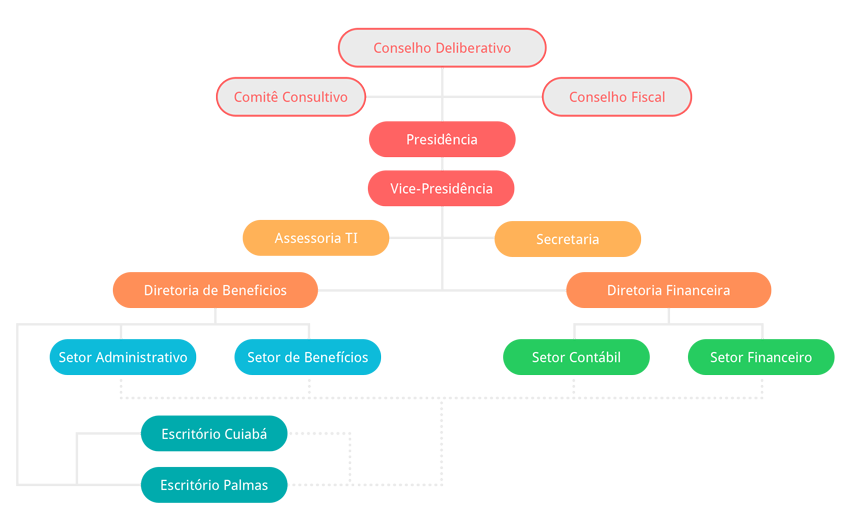 Conselho Deliberativo
Comitê Consultivo
Conselho Fiscal
Presidência
Vice-Presidência
Assessoria TI
Secretaria
Diretoria de Beneficios
Diretoria Financeira
Setor Administrativo
Setor de Benefícios
Setor Contábil
Setor Financeiro
Escritório Cuiabá
Escritório Palmas